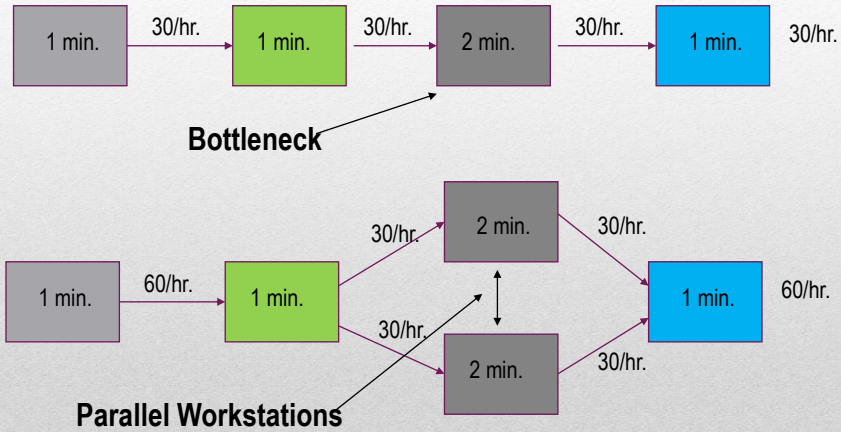 1 min.
30/hr.
1 min.
30/hr.
2 min.
30/hr.
1 min.
30/hr.
Bottleneck
1 min.
60/hr.
1 min.
30/hr.
2 min.
30/hr.
30/hr.
2 min.
30/hr.
1 min.
60/hr.
Parallel Workstations